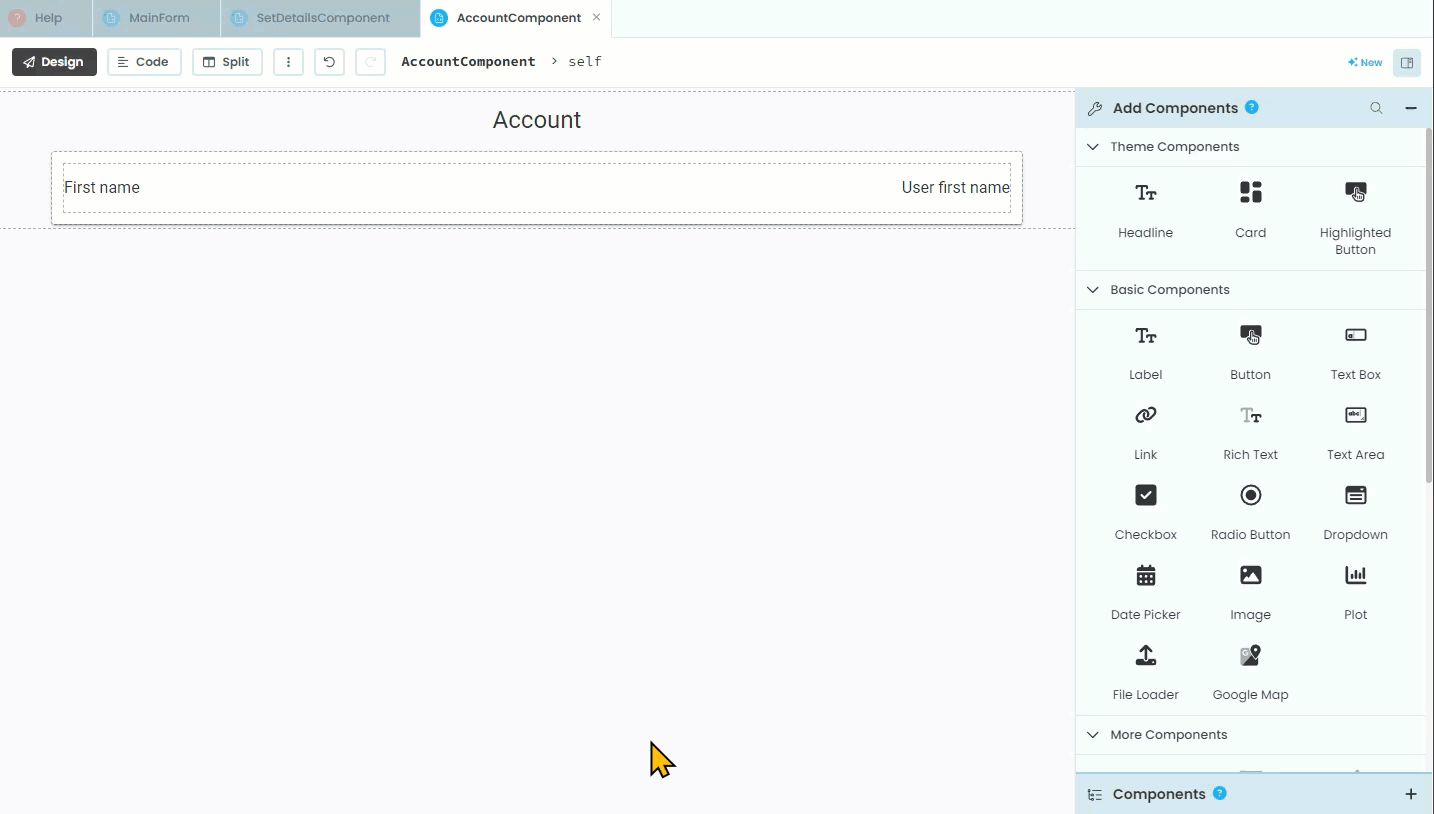 Help MainForm SetDetailsComponent AccountComponent ×
Design Code Split AccountComponent > self New
Account
First name User first name
Add Components ?
Theme Components
Headline Card Highlighted
Button
Basic Components
Label Button Text Box
Link Rich Text Text Area
Checkbox Radio Button Dropdown
Date Picker Image Plot
File Loader Google Map
More Components
Components ? +